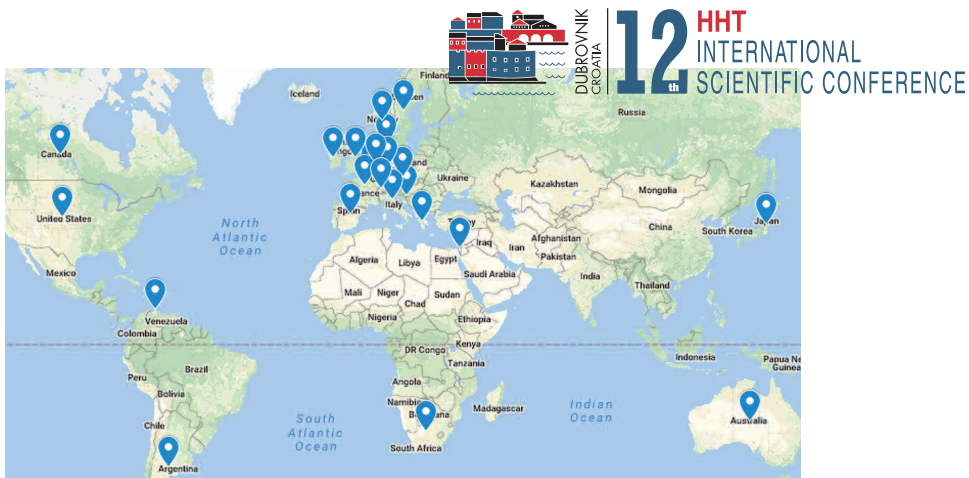 DUBROVNIK
CROATIA
12th
HHT
INTERNATIONAL
SCIENTIFIC CONFERENCE
Iceland
Finland
Russia
Canada
Ukraine
Kazakhstan
Mongolia
United States
North
Atlantic
Ocean
Spain
Italy
Japan
South Korea
China
Iraq
Iran
Afghanistan
Pakistan
Algeria
Libya
Egypt
Saudi Arabia
India
Mexico
Mali
Niger
Chad
Sudan
Thailand
Nigeria
Ethiopia
Venezuela
Colombia
DR Congo
Kenya
Tanzania
Indonesia
Papua Ne
Guinea
Peru
Brazil
Bolivia
Angola
Namibia
Madagascar
Indian
Ocean
Australia
Chile
South
Atlantic
Ocean
South Africa
Argentina